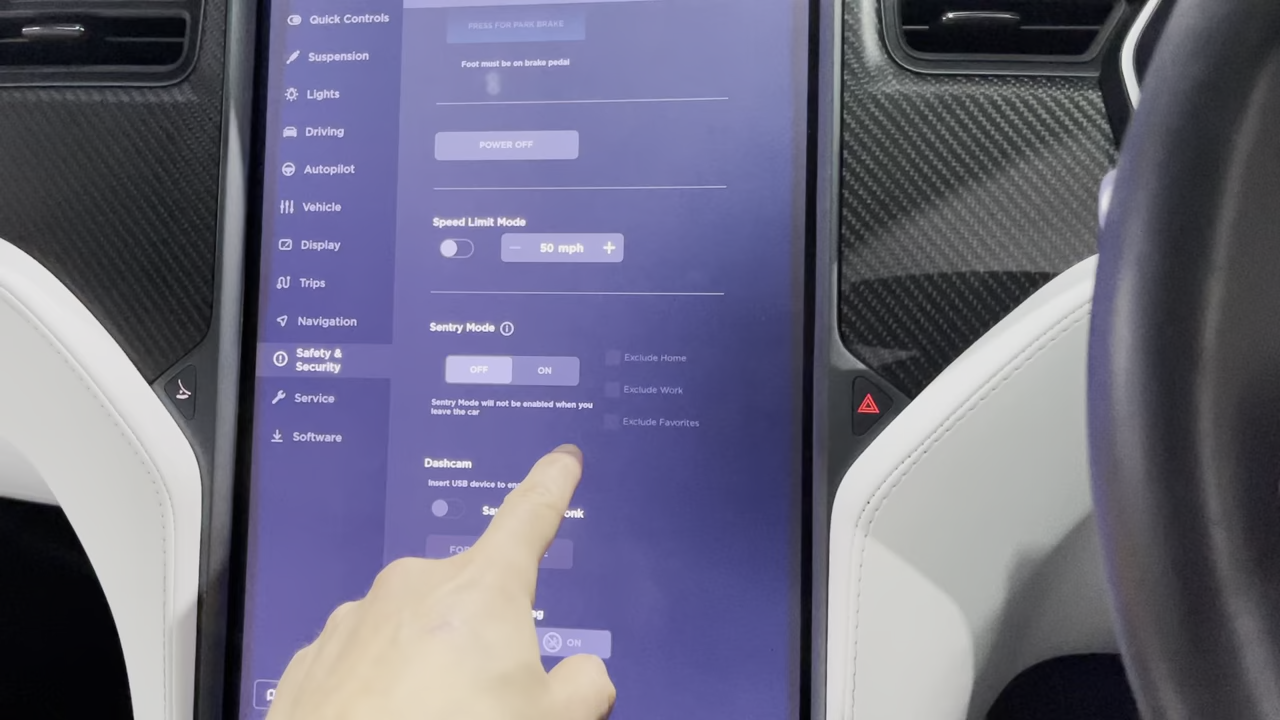 Quick Controls
Suspension
Lights
Driving
Autopilot
Vehicle
Display
Trips
Navigation
Safety &
Security
Service
Software
PRESS FOR PARK BRAKE
Foot must be on brake pedal
POWER OFF
Speed Limit Mode
50 mph
Sentry Mode
OFF ON
Exclude Home
Exclude Work
Exclude Favorites
Sentry Mode will not be enabled when you
leave the car
Dashcam
Insert USB device to
ON